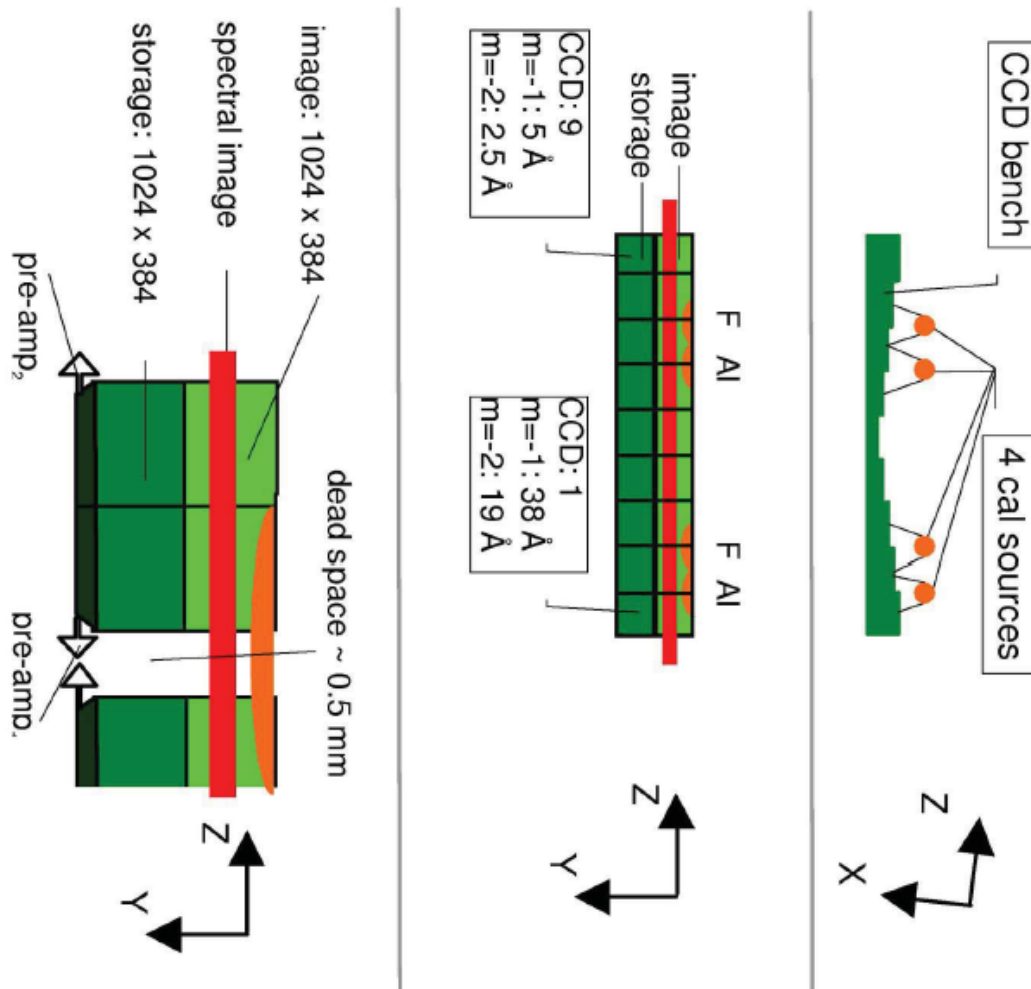 CCD bench
4 cal sources
Z
X
F Al
F Al
image
storage
CCD: 9
m=-1: 5 Å
m=-2: 2.5 Å
CCD: 1
m=-1: 38 Å
m=-2: 19 Å
Z
Y
image: 1024 x 384
spectral image
storage: 1024 x 384
dead space ~ 0.5 mm
pre-amp₂
pre-amp
Z
Y